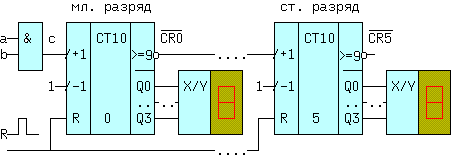 мл. разряд ст. разряд
a & c /+1 CT10 >=9 CR0 .... /+1 CT10 >=9 CR5
b
1 /-1 Q0 X/Y 1 /-1 Q0 X/Y
.. ... .. ...
R R 0 Q3 .... R 5 Q3